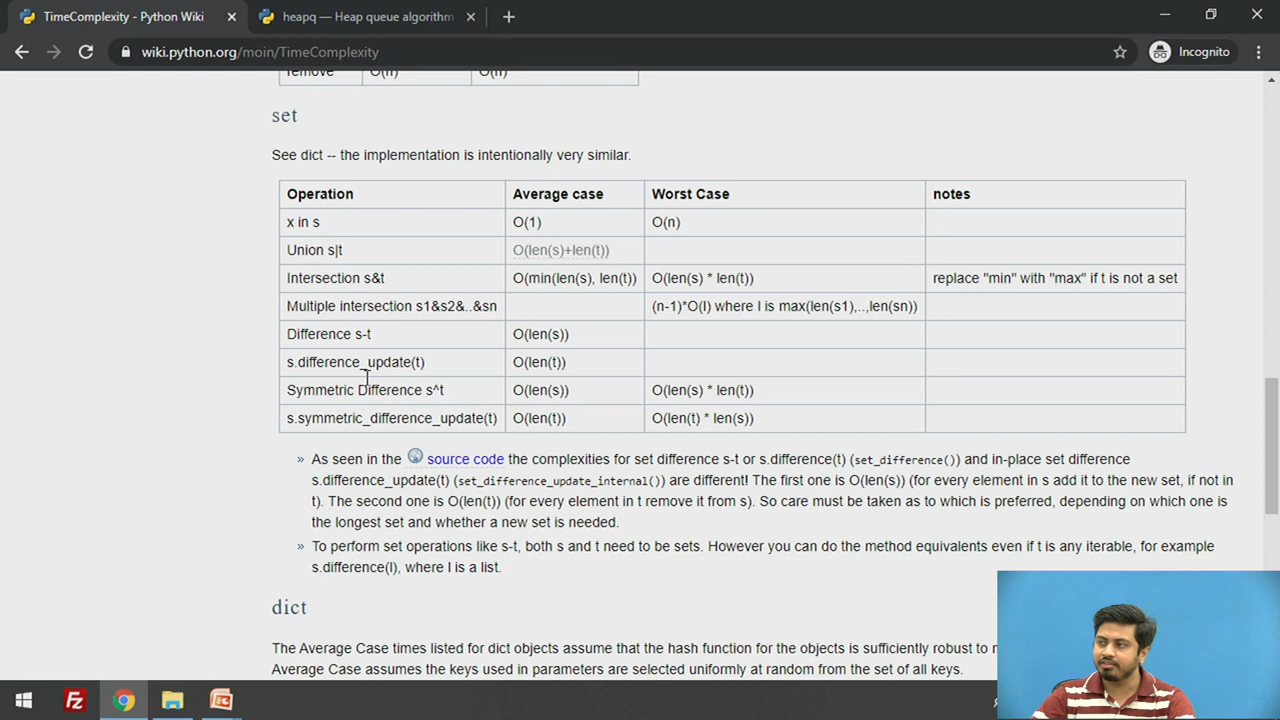 TimeComplexity - Python Wiki
heapq — Heap queue algorithm
wiki.python.org/moin/TimeComplexity
Incognito
remove O(n) O(n)
set
See dict -- the implementation is intentionally very similar.
Operation Average case Worst Case notes
x in s O(1) O(n)
Union s|t O(len(s)+len(t))
Intersection s&t O(min(len(s), len(t)) O(len(s) * len(t)) replace "min" with "max" if t is not a set
Multiple intersection s1&s2&..&sn (n-1)*O(l) where l is max(len(s1),..,len(sn))
Difference s-t O(len(s))
s.difference_update(t) O(len(t))
Symmetric Difference s^t O(len(s)) O(len(s) * len(t))
s.symmetric_difference_update(t) O(len(t)) O(len(t) * len(s))
» As seen in the source code the complexities for set difference s-t or s.difference(t) (set_difference()) and in-place set difference
s.difference_update(t) (set_difference_update_internal()) are different! The first one is O(len(s)) (for every element in s add it to the new set, if not in
t). The second one is O(len(t)) (for every element in t remove it from s). So care must be taken as to which is preferred, depending on which one is
the longest set and whether a new set is needed.
» To perform set operations like s-t, both s and t need to be sets. However you can do the method equivalents even if t is any iterable, for example
s.difference(l), where l is a list.
dict
The Average Case times listed for dict objects assume that the hash function for the objects is sufficiently robust to
Average Case assumes the keys used in parameters are selected uniformly at random from the set of all keys.
Fz